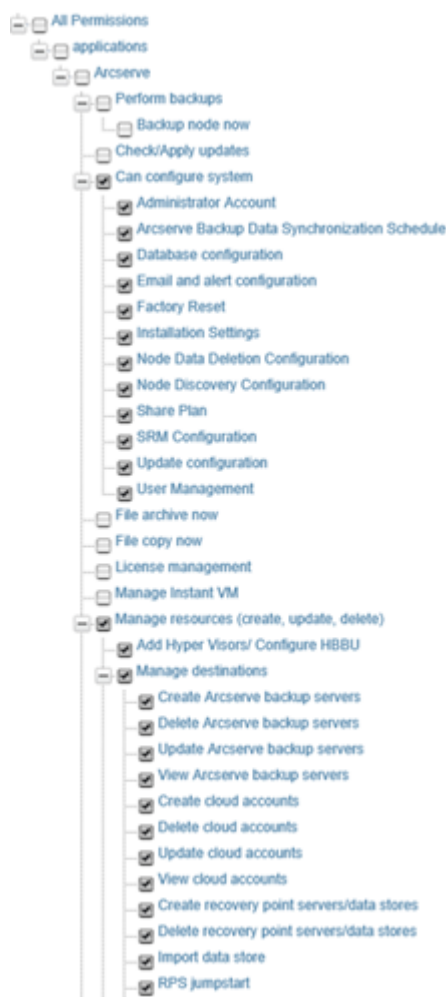 All Permissions
applications
Arcserve
Perform backups
Backup node now
Check/Apply updates
Can configure system
Administrator Account
Arcserve Backup Data Synchronization Schedule
Database configuration
Email and alert configuration
Factory Reset
Installation Settings
Node Data Deletion Configuration
Node Discovery Configuration
Share Plan
SRM Configuration
Update configuration
User Management
File archive now
File copy now
License management
Manage Instant VM
Manage resources (create, update, delete)
Add Hyper Visors/ Configure HBBU
Manage destinations
Create Arcserve backup servers
Delete Arcserve backup servers
Update Arcserve backup servers
View Arcserve backup servers
Create cloud accounts
Delete cloud accounts
Update cloud accounts
View cloud accounts
Create recovery point servers/data stores
Delete recovery point servers/data stores
Import data store
RPS jumpstart